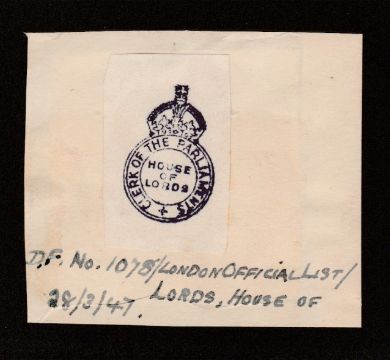 CLERK OF THE PARLIAMENTS
HOUSE
OF
LORDS
D.F. No. 1078/LONDON OFFICIAL LIST/
28/3/47. LORDS, HOUSE OF